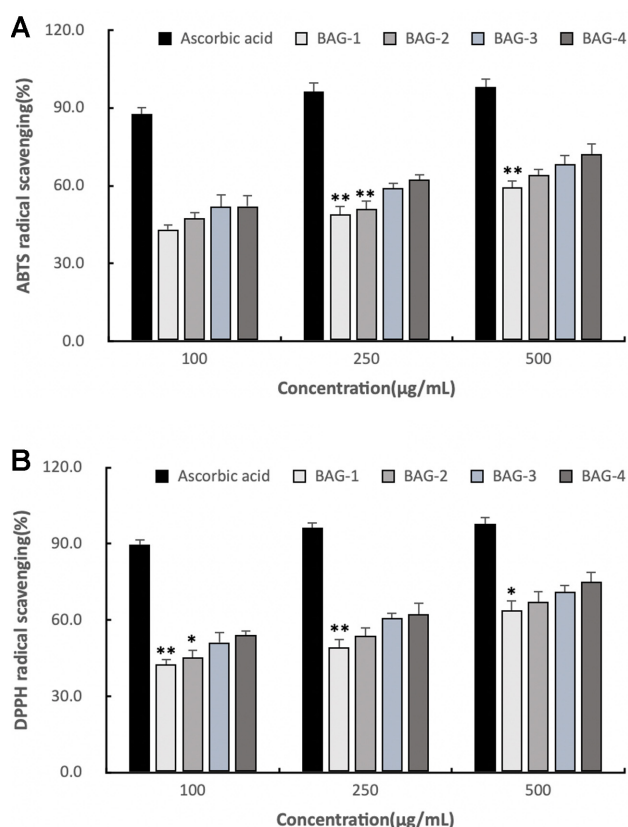 A
120.0
Ascorbic acid BAG-1 BAG-2 BAG-3 BAG-4
90.0
60.0
** ** **
30.0
0.0
ABTS radical scavenging(%)
100 250 500
Concentration(µg/mL)
B
120.0
Ascorbic acid BAG-1 BAG-2 BAG-3 BAG-4
90.0
60.0
** * ** *
30.0
0.0
DPPH radical scavenging(%)
100 250 500
Concentration(µg/mL)